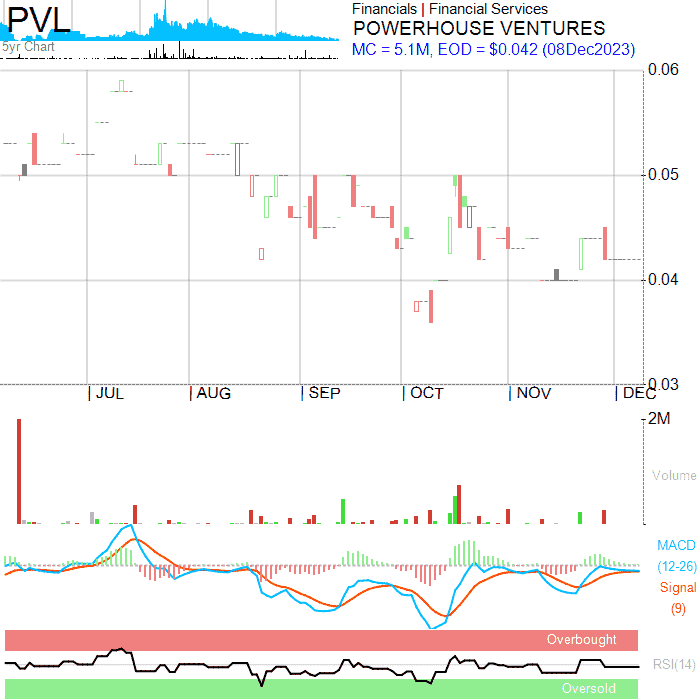 PVL
5yr Chart
Financials | Financial Services
POWERHOUSE VENTURES
MC = 5.1M, EOD = $0.042 (08Dec2023)
0.06
0.05
0.04
0.03
JUL AUG SEP OCT NOV DEC
2M
Volume
MACD
(12-26)
Signal
(9)
Overbought
RSI(14)
Oversold